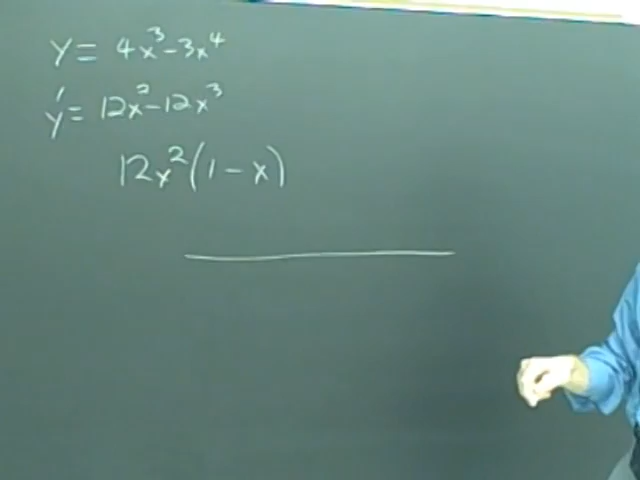 y = 4x³-3x⁴
y' = 12x²-12x³
12x²(1-x)